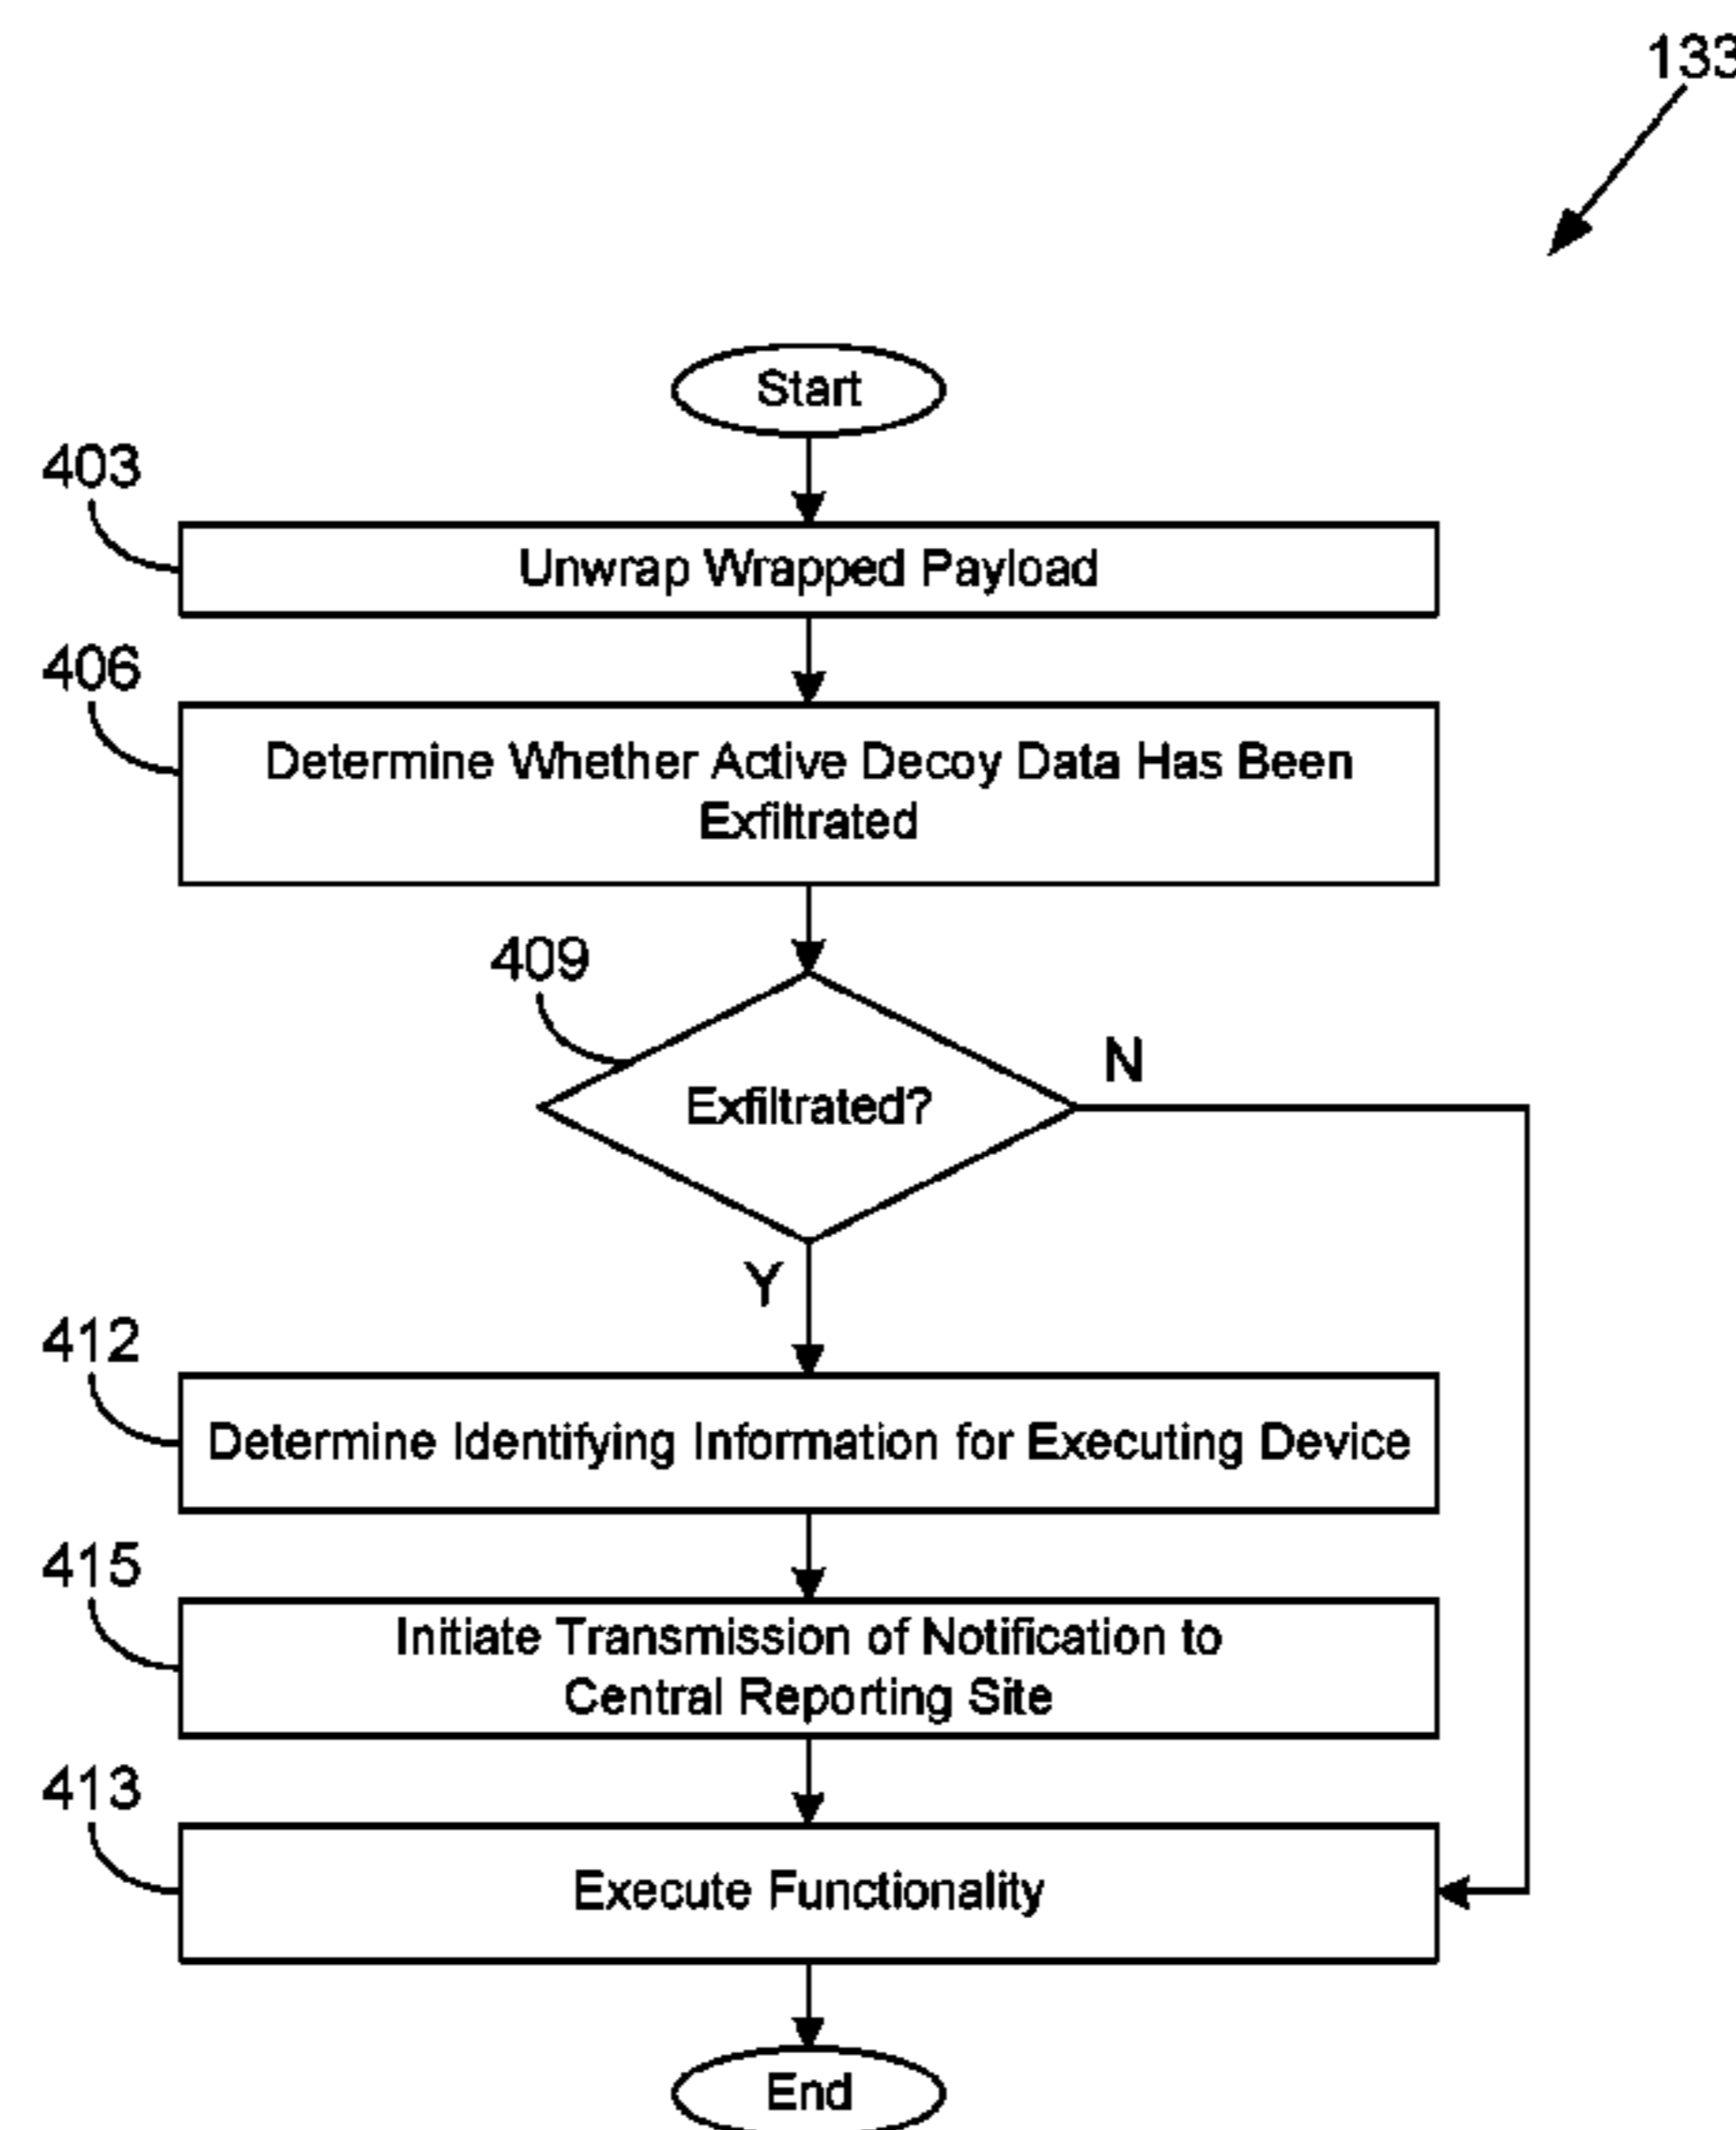 133
Start
403
Unwrap Wrapped Payload
406
Determine Whether Active Decoy Data Has Been
Exfiltrated
409
Exfiltrated?
N
Y
412
Determine Identifying Information for Executing Device
415
Initiate Transmission of Notification to
Central Reporting Site
413
Execute Functionality
End